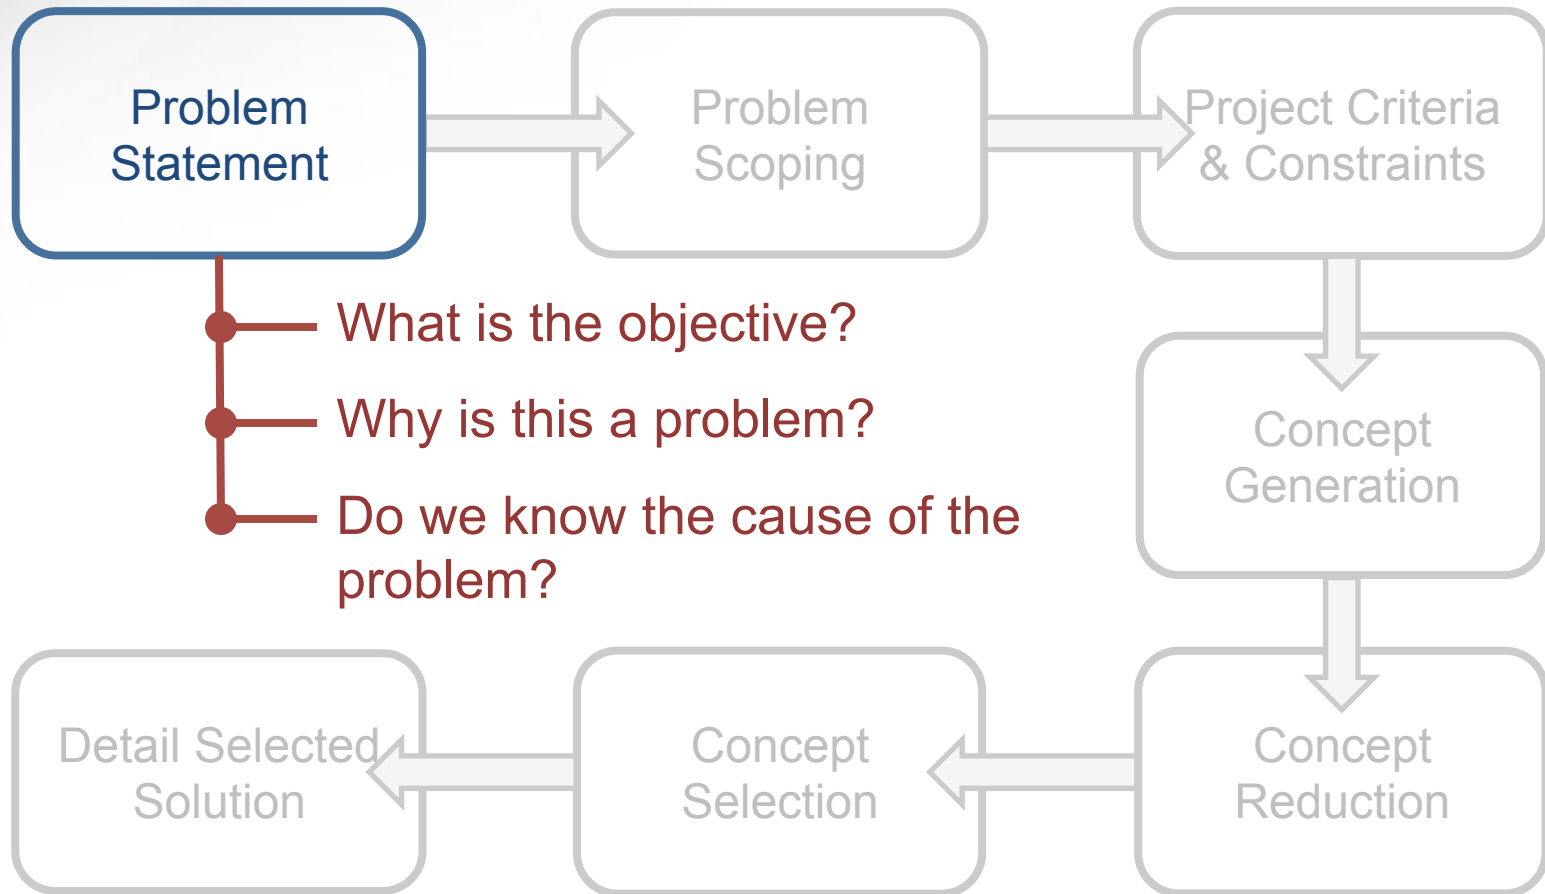 Problem
Statement
Problem
Scoping
Project Criteria
& Constraints
What is the objective?
Why is this a problem?
Do we know the cause of the
problem?
Concept
Generation
Concept
Reduction
Concept
Selection
Detail Selected
Solution